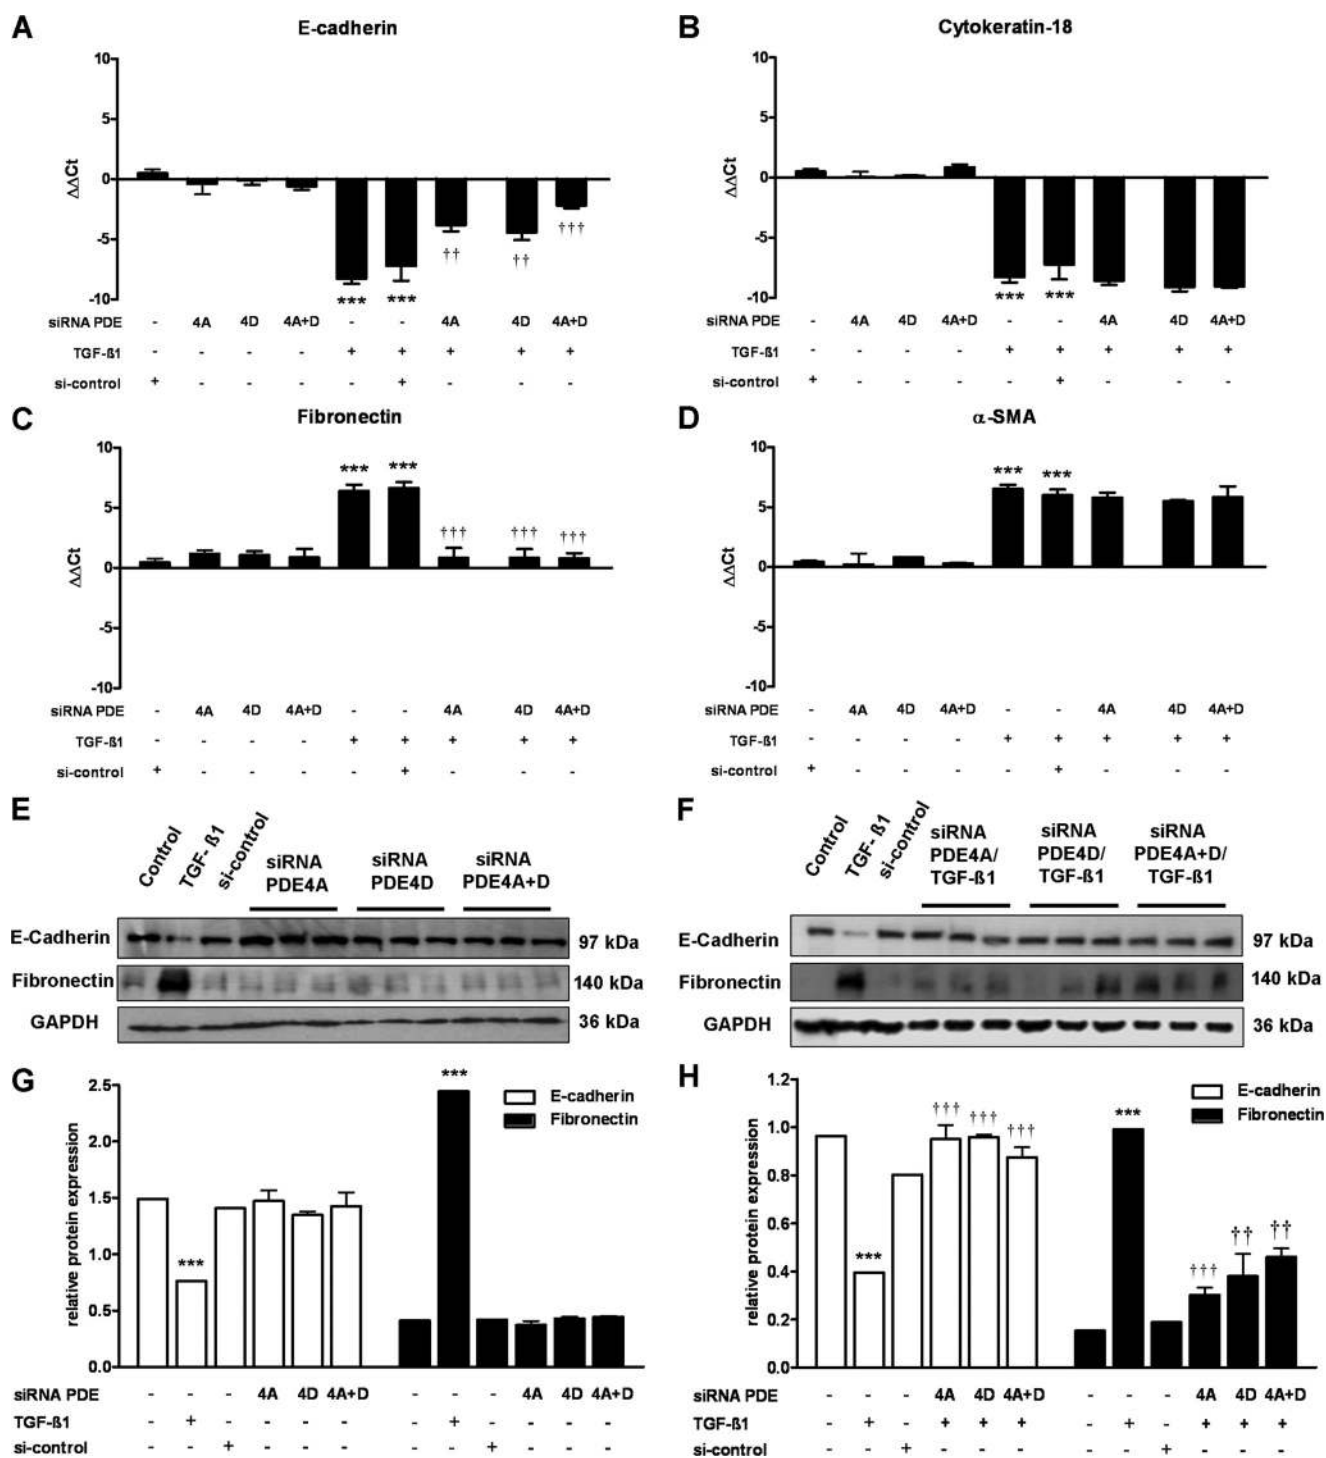 A
E-cadherin
10
5
0
-5
-10
ΔΔCt
†† †† †††
*** ***
siRNA PDE - 4A 4D 4A+D - - 4A 4D 4A+D
TGF-ß1 - - - - + + + + +
si-control + - - - - + - - -
B
Cytokeratin-18
10
5
0
-5
-10
ΔΔCt
*** ***
siRNA PDE - 4A 4D 4A+D - - 4A 4D 4A+D
TGF-ß1 - - - - + + + + +
si-control + - - - - + - - -
C
Fibronectin
10
5
0
-5
-10
ΔΔCt
*** ***
††† ††† †††
siRNA PDE - 4A 4D 4A+D - - 4A 4D 4A+D
TGF-ß1 - - - - + + + + +
si-control + - - - - + - - -
D
α-SMA
10
5
0
-5
-10
ΔΔCt
*** ***
siRNA PDE - 4A 4D 4A+D - - 4A 4D 4A+D
TGF-ß1 - - - - + + + + +
si-control + - - - - + - - -
E
Control
TGF- ß1
si-control
siRNA
PDE4A
siRNA
PDE4D
siRNA
PDE4A+D
E-Cadherin 97 kDa
Fibronectin 140 kDa
GAPDH 36 kDa
F
Control
TGF- ß1
si-control
siRNA
PDE4A/
TGF-ß1
siRNA
PDE4D/
TGF-ß1
siRNA
PDE4A+D/
TGF-ß1
E-Cadherin 97 kDa
Fibronectin 140 kDa
GAPDH 36 kDa
G
2.5
2.0
1.5
1.0
0.5
0.0
relative protein expression
E-cadherin
Fibronectin
*** ***
siRNA PDE - - - 4A 4D 4A+D - - - 4A 4D 4A+D
TGF-ß1 - + - - - - - + - - - -
si-control - - + - - - - - + - - -
H
1.2
1.0
0.8
0.6
0.4
0.2
0.0
relative protein expression
E-cadherin
Fibronectin
*** ††† ††† ††† *** ††† †† ††
siRNA PDE - - - 4A 4D 4A+D - - - 4A 4D 4A+D
TGF-ß1 - + - + + + - + - + + +
si-control - - + - - - - - + - - -